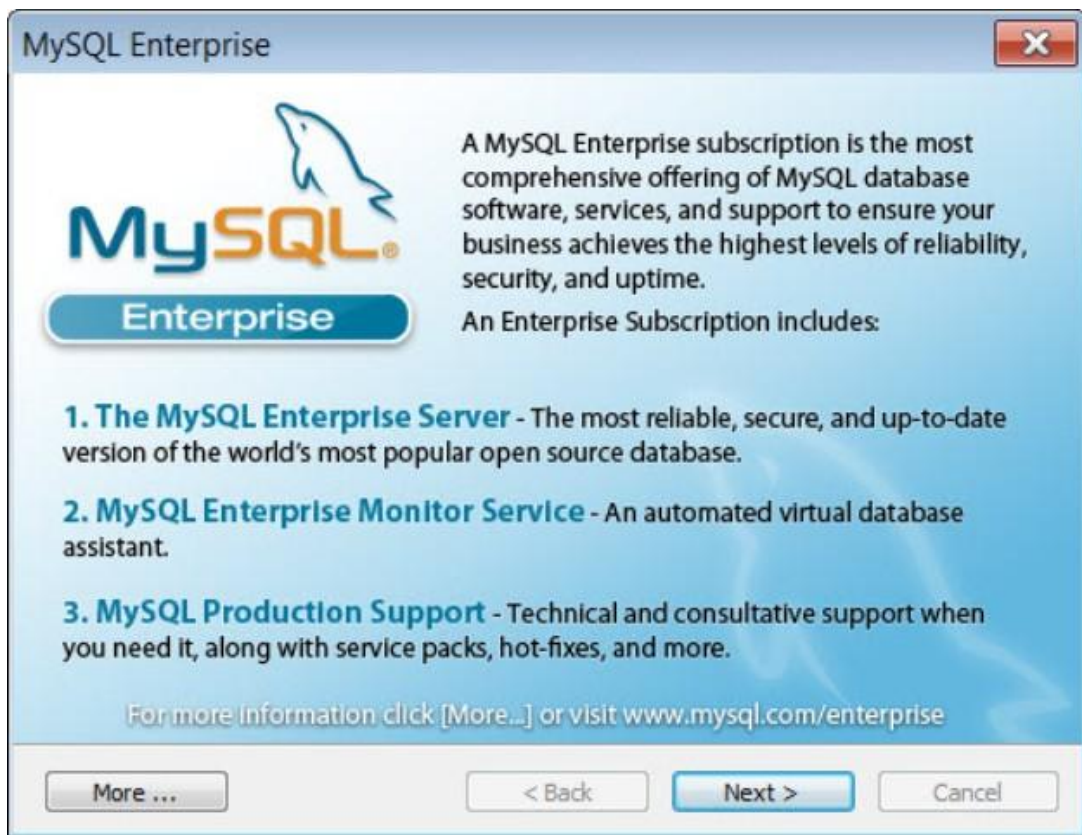 MySQL Enterprise
MySQL®
Enterprise
A MySQL Enterprise subscription is the most
comprehensive offering of MySQL database
software, services, and support to ensure your
business achieves the highest levels of reliability,
security, and uptime.
An Enterprise Subscription includes:
1. The MySQL Enterprise Server - The most reliable, secure, and up-to-date
version of the world's most popular open source database.
2. MySQL Enterprise Monitor Service - An automated virtual database
assistant.
3. MySQL Production Support - Technical and consultative support when
you need it, along with service packs, hot-fixes, and more.
For more information click [More...] or visit www.mysql.com/enterprise
More ...
< Back
Next >
Cancel